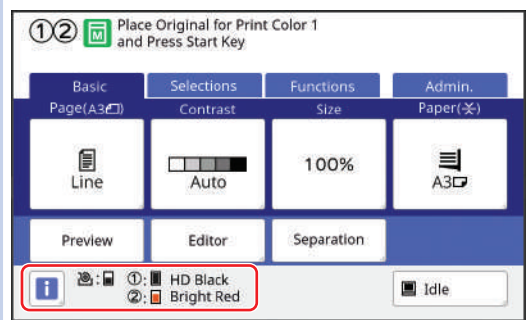 ①② M Place Original for Print Color 1
and Press Start Key
Basic Selections Functions Admin.
Page(A3) Contrast Size Paper(⚹)
Line Auto 100% A3
Preview Editor Separation
i : ①: HD Black
②: Bright Red
Idle